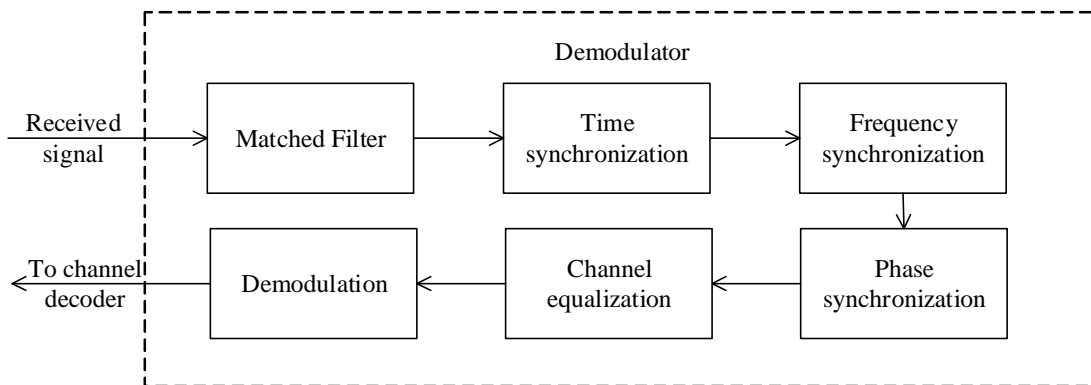 Demodulator
Received
signal
Matched Filter
Time
synchronization
Frequency
synchronization
To channel
decoder
Demodulation
Channel
equalization
Phase
synchronization